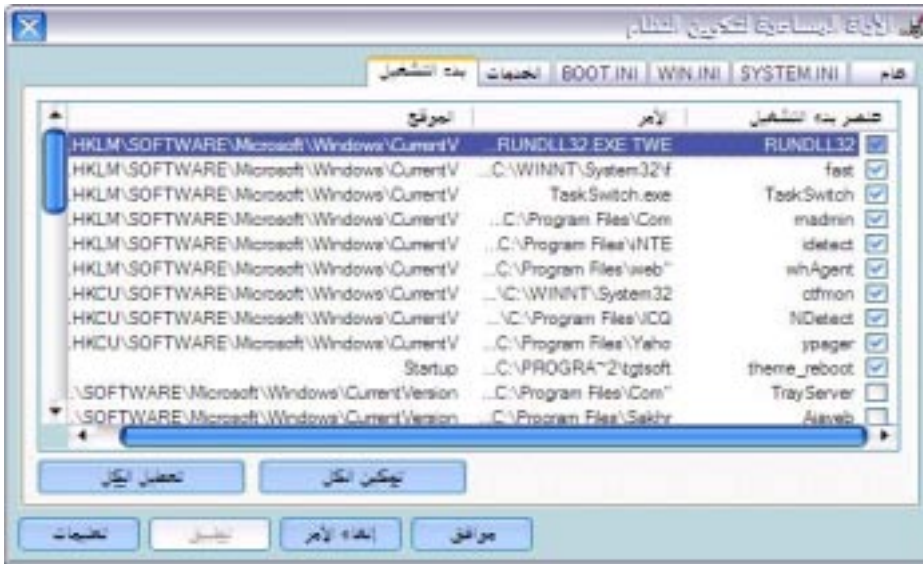 الأداة المساعدة لتكوين النظام
عام SYSTEM.INI WIN.INI BOOT.INI الخدمات بدء التشغيل
عنصر بدء التشغيل الأمر الموقع
RUNDLL32 RUNDLL32.EXE TWE... HKLM\SOFTWARE\Microsoft\Windows\CurrentV
fast C:\WINNT\System32\f... HKLM\SOFTWARE\Microsoft\Windows\CurrentV
TaskSwitch TaskSwitch.exe HKLM\SOFTWARE\Microsoft\Windows\CurrentV
madmin C:\Program Files\Com... HKLM\SOFTWARE\Microsoft\Windows\CurrentV
idetect C:\Program Files\INTE... HKLM\SOFTWARE\Microsoft\Windows\CurrentV
whAgent "C:\Program Files\web... HKLM\SOFTWARE\Microsoft\Windows\CurrentV
ctfmon C:\WINNT\System32\... HKCU\SOFTWARE\Microsoft\Windows\CurrentV
NDetect C:\Program Files\ICQ\... HKCU\SOFTWARE\Microsoft\Windows\CurrentV
ypager C:\Program Files\Yaho... HKCU\SOFTWARE\Microsoft\Windows\CurrentV
theme_reboot C:\PROGRA~2\tgtsoft... Startup
TrayServer "C:\Program Files\Com... SOFTWARE\Microsoft\Windows\CurrentVersion\...
C:\Program Files\Sakhr... SOFTWARE\Microsoft\Windows\CurrentVersion\...
تمكين الكل تعطيل الكل
موافق إلغاء الأمر تطبيق تعليمات